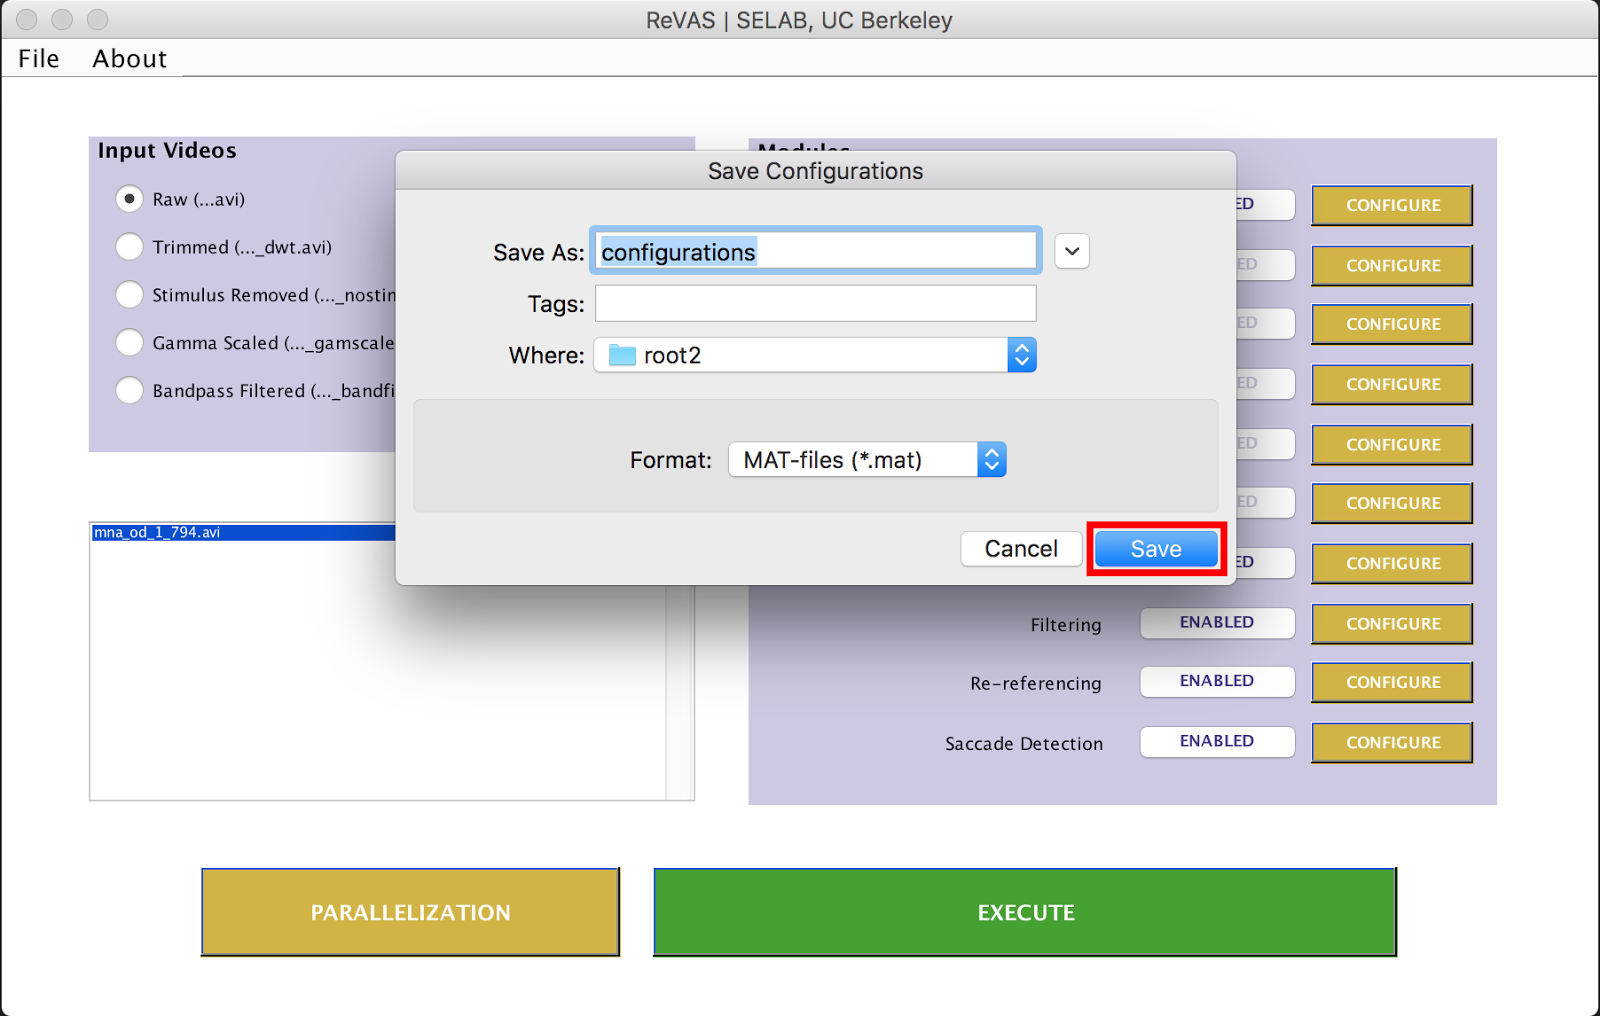 ReVAS | SELAB, UC Berkeley
File About
Input Videos
Raw (...avi)
Trimmed (..._dwt.avi)
Stimulus Removed (..._nostim
Gamma Scaled (..._gamscale
Bandpass Filtered (..._bandfi
mna_od_1_794.avi
Save Configurations
Save As: configurations
Tags:
Where: root2
Format: MAT-files (*.mat)
Cancel Save
Modules
ED CONFIGURE
ED CONFIGURE
ED CONFIGURE
ED CONFIGURE
ED CONFIGURE
ED CONFIGURE
ED CONFIGURE
Filtering ENABLED CONFIGURE
Re-referencing ENABLED CONFIGURE
Saccade Detection ENABLED CONFIGURE
PARALLELIZATION EXECUTE